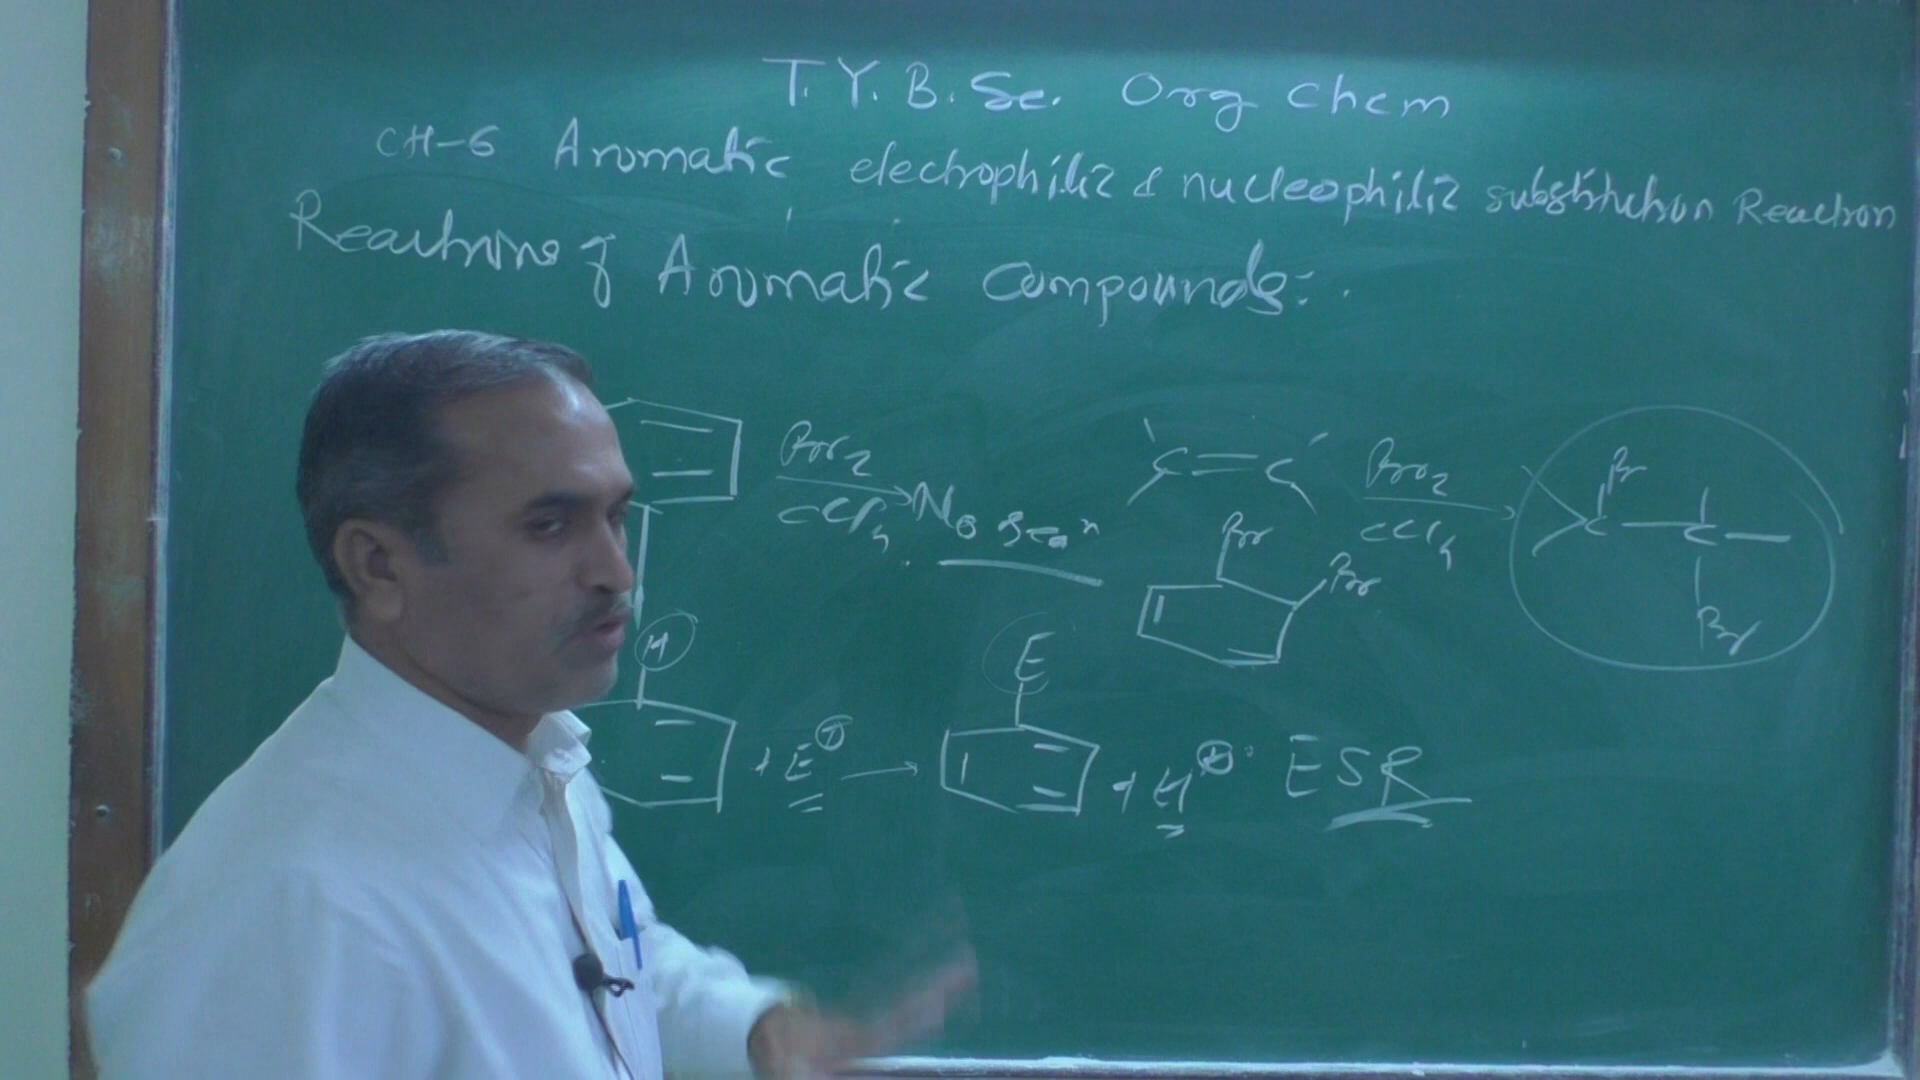 T.Y. B.Sc. Org Chem
CH-6 Aromatic electrophilic & nucleophilic substitution Reaction
Reactions of Aromatic Compounds:
Br2
CCl4
No rean
C=C
Br2
CCl4
Br
C—C
Br
Br
Br
H
+ E⊕ →
E
+ H⊕
ESR